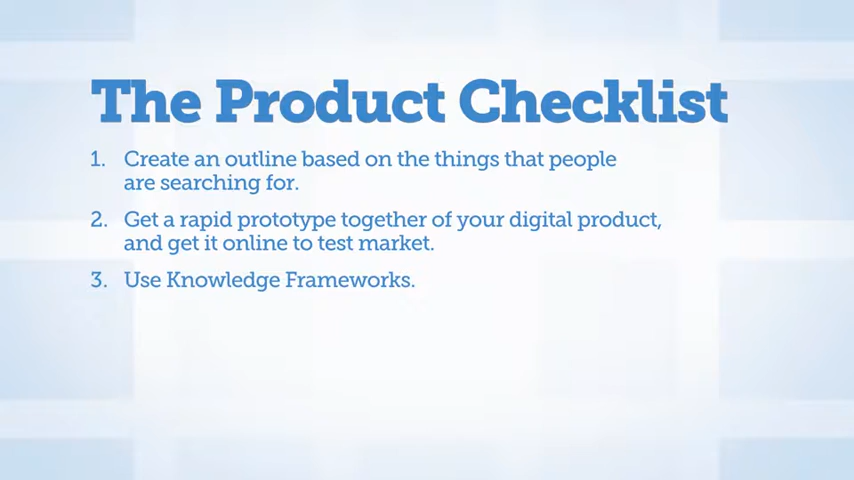 The Product Checklist
1. Create an outline based on the things that people
are searching for.
2. Get a rapid prototype together of your digital product,
and get it online to test market.
3. Use Knowledge Frameworks.